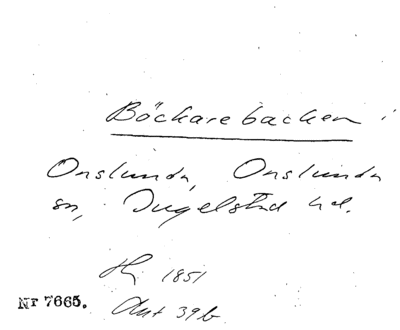 Böckarebacken i
Onslunda, Onslunda
sn, Ingelstad hd.
1851
Nr 7665.
Ant 39b